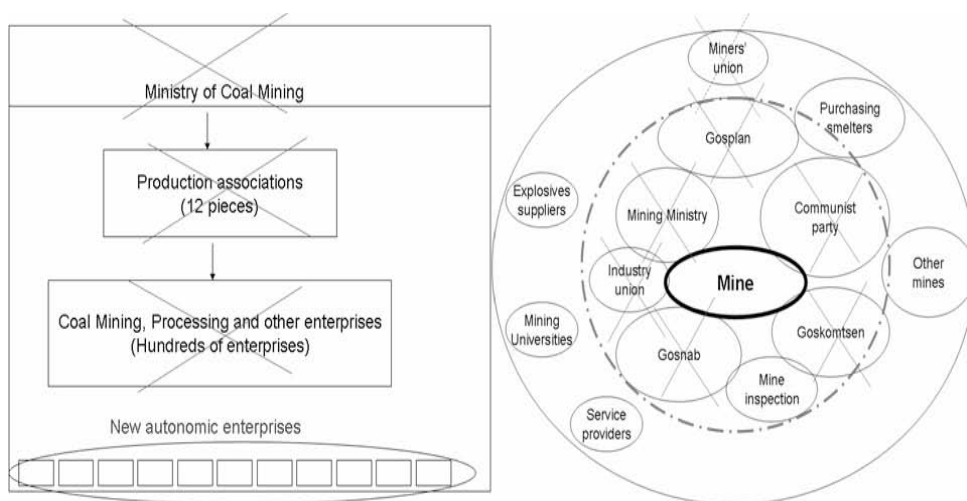 Ministry of Coal Mining
Production associations
(12 pieces)
Coal Mining, Processing and other enterprises
(Hundreds of enterprises)
New autonomic enterprises
Miners'
union
Purchasing
smelters
Gosplan
Explosives
suppliers
Mining Ministry
Communist
party
Industry
union
Mine
Other
mines
Mining
Universities
Gosnab
Goskomtsen
Mine
inspection
Service
providers